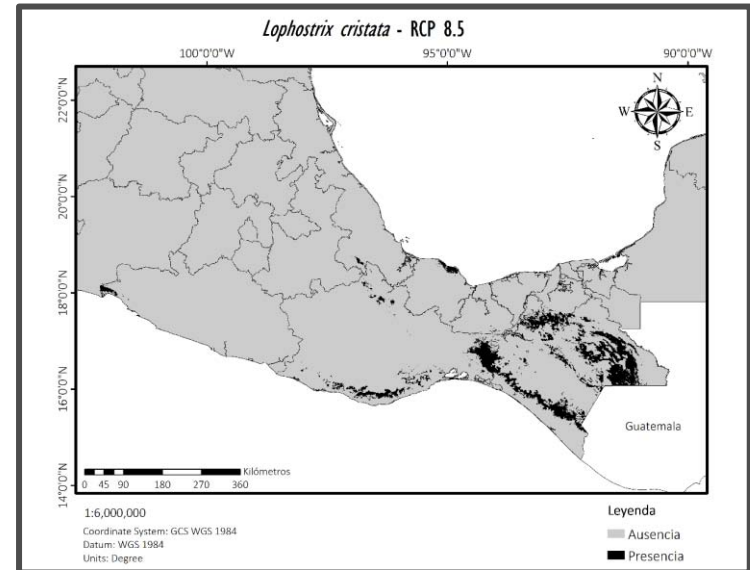 Lophostrix cristata - RCP 8.5
100°0'0"W 95°0'0"W 90°0'0"W
22°0'0"N
20°0'0"N
18°0'0"N
16°0'0"N
14°0'0"N
N
W E
S
Guatemala
Kilómetros
0 45 90 180 270 360
1:6,000,000
Coordinate System: GCS WGS 1984
Datum: WGS 1984
Units: Degree
Leyenda
Ausencia
Presencia